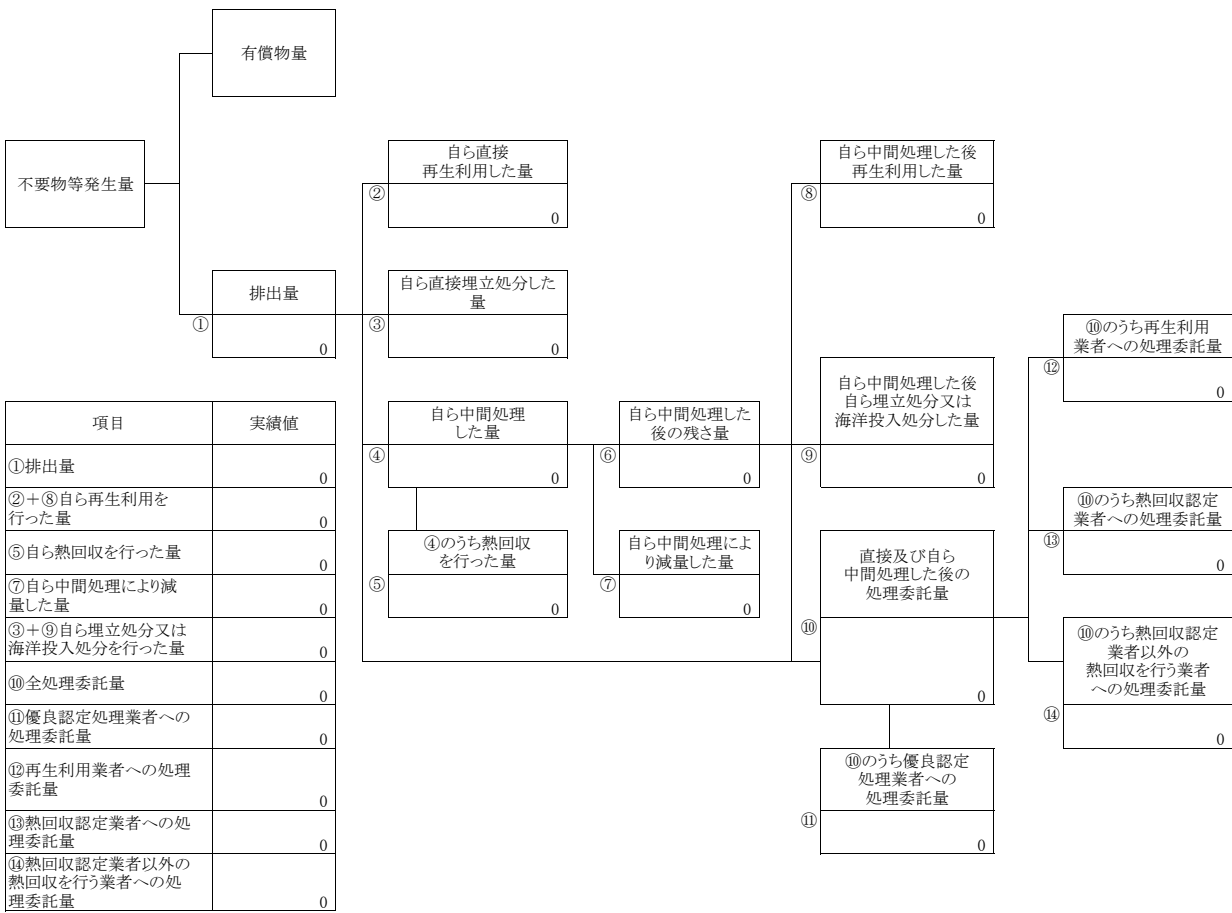 有償物量
不要物等発生量
排出量
①
0
自ら直接
再生利用した量
②
0
自ら直接埋立処分した
量
③
0
自ら中間処理
した量
④
0
④のうち熱回収
を行った量
⑤
0
自ら中間処理した
後の残さ量
⑥
0
自ら中間処理によ
り減量した量
⑦
0
自ら中間処理した後
再生利用した量
⑧
0
自ら中間処理した後
自ら埋立処分又は
海洋投入処分した量
⑨
0
直接及び自ら
中間処理した後の
処理委託量
⑩
0
⑩のうち優良認定
処理業者への
処理委託量
⑪
0
⑩のうち再生利用
業者への処理委託量
⑫
0
⑩のうち熱回収認定
業者への処理委託量
⑬
0
⑩のうち熱回収認定
業者以外の
熱回収を行う業者
への処理委託量
⑭
0
項目 実績値
①排出量
0
②+⑧自ら再生利用を
行った量 0
⑤自ら熱回収を行った量
0
⑦自ら中間処理により減
量した量 0
③+⑨自ら埋立処分又は
海洋投入処分を行った量 0
⑩全処理委託量
0
⑪優良認定処理業者への
処理委託量 0
⑫再生利用業者への処理
委託量
0
⑬熱回収認定業者への処
理委託量 0
⑭熱回収認定業者以外の
熱回収を行う業者への処
理委託量 0